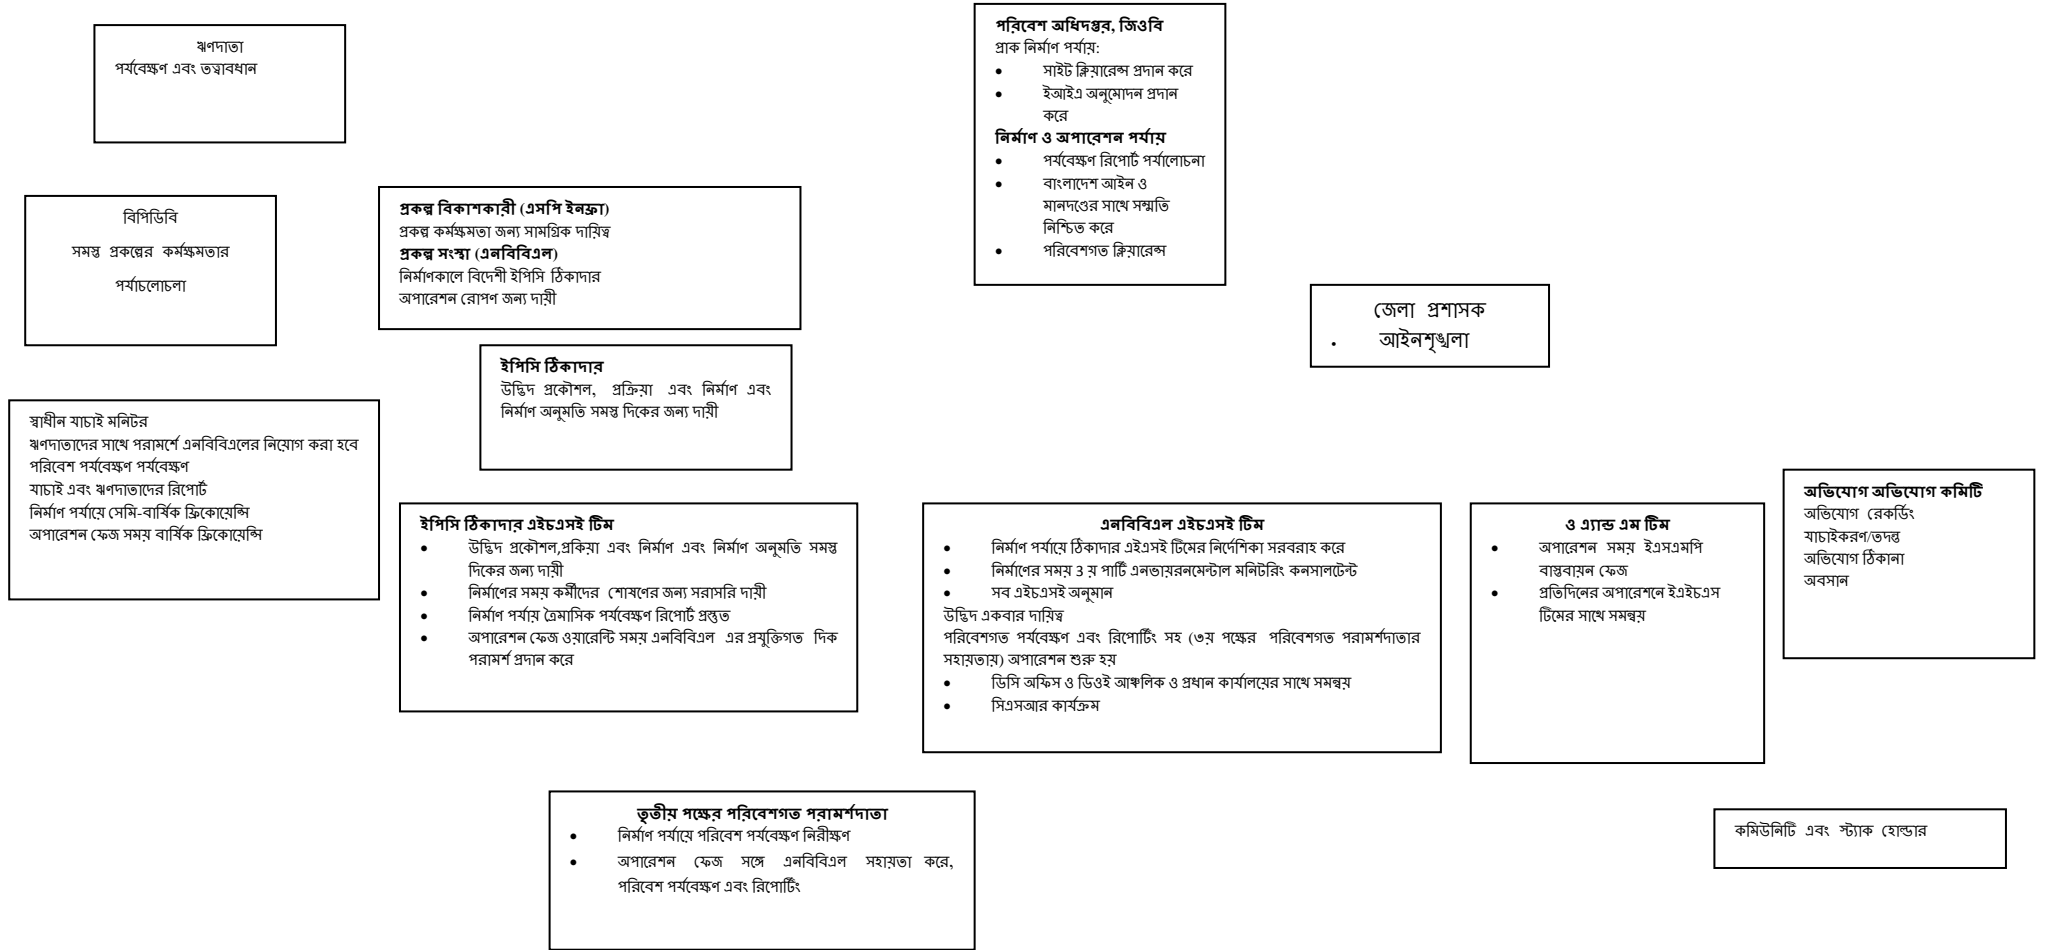 ঋণদাতা
পর্যবেক্ষণ এবং তত্বাবধান
পরিবেশ অধিদপ্তর, জিওবি
প্রাক নির্মাণ পর্যায়:
• সাইট ক্লিয়ারেন্স প্রদান করে
• ইআইএ অনুমোদন প্রদান
করে
নির্মাণ ও অপারেশন পর্যায়
• পর্যবেক্ষণ রিপোর্ট পর্যালোচনা
• বাংলাদেশ আইন ও
মানদণ্ডের সাথে সম্মতি
নিশ্চিত করে
• পরিবেশগত ক্লিয়ারেন্স
বিপিডিবি
সমস্ত প্রকল্পের কর্মক্ষমতার
পর্যাচলোচলা
প্রকল্প বিকাশকারী (এসপি ইনফ্রা)
প্রকল্প কর্মক্ষমতা জন্য সামগ্রিক দায়িত্ব
প্রকল্প সংস্থা (এনবিবিএল)
নির্মাণকালে বিদেশী ইপিসি ঠিকাদার
অপারেশন রোপণ জন্য দায়ী
জেলা প্রশাসক
• আইনশৃঙ্খলা
ইপিসি ঠিকাদার
উদ্ভিদ প্রকৌশল, প্রক্রিয়া এবং নির্মাণ এবং
নির্মাণ অনুমতি সমস্ত দিকের জন্য দায়ী
স্বাধীন যাচাই মনিটর
ঋণদাতাদের সাথে পরামর্শে এনবিবিএলের নিয়োগ করা হবে
পরিবেশ পর্যবেক্ষণ পর্যবেক্ষণ
যাচাই এবং ঋণদাতাদের রিপোর্ট
নির্মাণ পর্যায়ে সেমি-বার্ষিক ফ্রিকোয়েন্সি
অপারেশন ফেজ সময় বার্ষিক ফ্রিকোয়েন্সি
ইপিসি ঠিকাদার এইচএসই টিম
• উদ্ভিদ প্রকৌশল,প্রকিয়া এবং নির্মাণ এবং নির্মাণ অনুমতি সমস্ত
দিকের জন্য দায়ী
• নির্মাণের সময় কর্মীদের শোষণের জন্য সরাসরি দায়ী
• নির্মাণ পর্যায় ত্রৈমাসিক পর্যবেক্ষণ রিপোর্ট প্রস্তুত
• অপারেশন ফেজ ওয়ারেন্টি সময় এনবিবিএল এর প্রযুক্তিগত দিক
পরামর্শ প্রদান করে
এনবিবিএল এইচএসই টিম
• নির্মাণ পর্যায়ে ঠিকাদার এইএসই টিমের নির্দেশিকা সরবরাহ করে
• নির্মাণের সময় 3 য় পার্টি এনভায়রনমেন্টাল মনিটরিং কনসালটেন্ট
• সব এইচএসই অনুমান
উদ্ভিদ একবার দায়িত্ব
পরিবেশগত পর্যবেক্ষণ এবং রিপোর্টিং সহ (৩য় পক্ষের পরিবেশগত পরামর্শদাতার
সহায়তায়) অপারেশন শুরু হয়
• ডিসি অফিস ও ডিওই আঞ্চলিক ও প্রধান কার্যালয়ের সাথে সমন্বয়
• সিএসআর কার্যক্রম
ও এ্যান্ড এম টিম
• অপারেশন সময় ইএসএমপি
বাস্তবায়ন ফেজ
• প্রতিদিনের অপারেশনে ইএইচএস
টিমের সাথে সমন্বয়
অভিযোগ অভিযোগ কমিটি
অভিযোগ রেকর্ডিং
যাচাইকরণ/তদন্ত
অভিযোগ ঠিকানা
অবসান
তৃতীয় পক্ষের পরিবেশগত পরামর্শদাতা
• নির্মাণ পর্যায়ে পরিবেশ পর্যবেক্ষণ নিরীক্ষণ
• অপারেশন ফেজ সঙ্গে এনবিবিএল সহায়তা করে,
পরিবেশ পর্যবেক্ষণ এবং রিপোর্টিং
কমিউনিটি এবং স্ট্যাক হোল্ডার